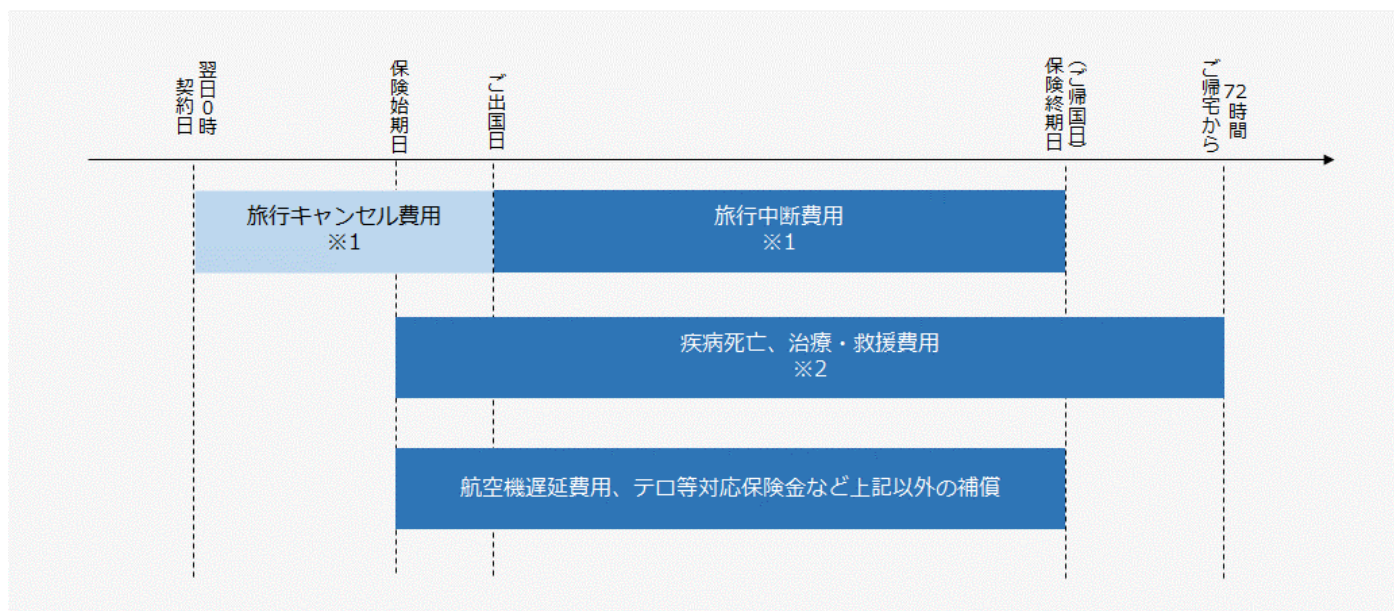 契約日
翌日０時
保険始期日
ご出国日
保険終期日
(ご帰国日)
ご帰宅から
72時間
旅行キャンセル費用
※1
旅行中断費用
※1
疾病死亡、治療・救援費用
※2
航空機遅延費用、テロ等対応保険金など上記以外の補償